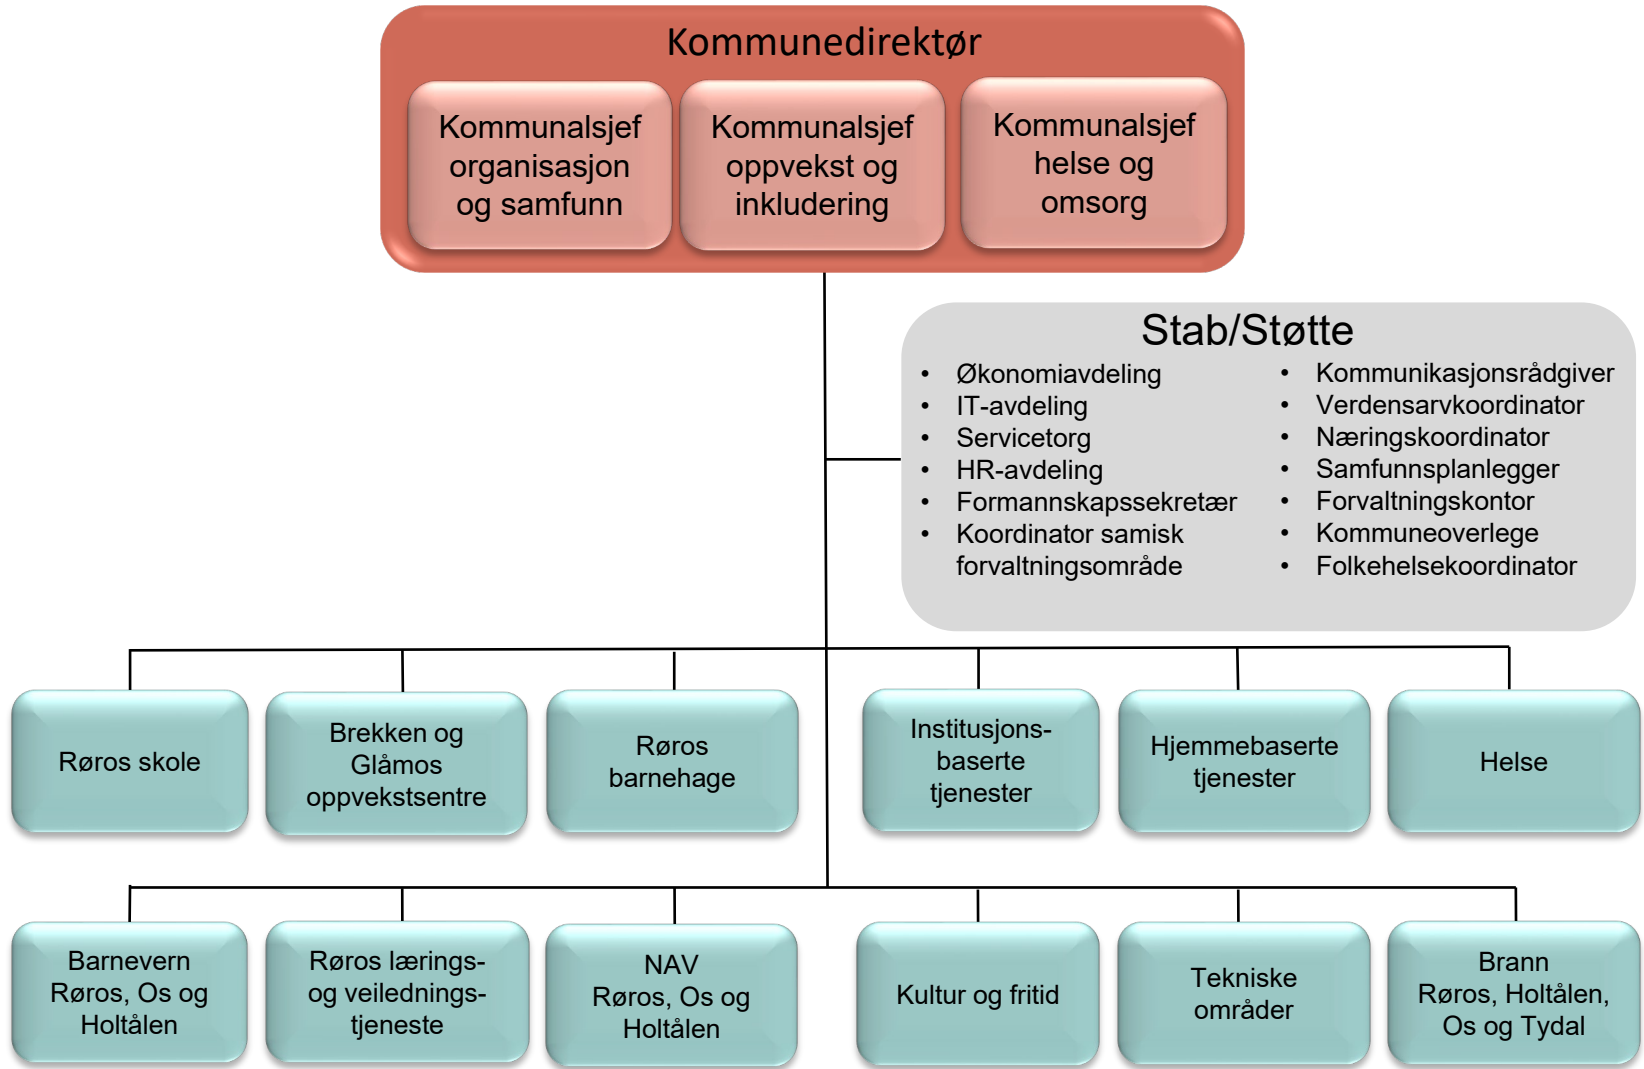 Kommunedirektør
Kommunalsjef
organisasjon
og samfunn
Kommunalsjef
oppvekst og
inkludering
Kommunalsjef
helse og
omsorg
Stab/Støtte
• Økonomiavdeling
• IT-avdeling
• Servicetorg
• HR-avdeling
• Formannskapssekretær
• Koordinator samisk
forvaltningsområde
• Kommunikasjonsrådgiver
• Verdensarvkoordinator
• Næringskoordinator
• Samfunnsplanlegger
• Forvaltningskontor
• Kommuneoverlege
• Folkehelsekoordinator
Røros skole
Brekken og
Glåmos
oppvekstsentre
Røros
barnehage
Institusjons-
baserte
tjenester
Hjemmebaserte
tjenester
Helse
Barnevern
Røros, Os og
Holtålen
Røros lærings-
og veilednings-
tjeneste
NAV
Røros, Os og
Holtålen
Kultur og fritid
Tekniske
områder
Brann
Røros, Holtålen,
Os og Tydal